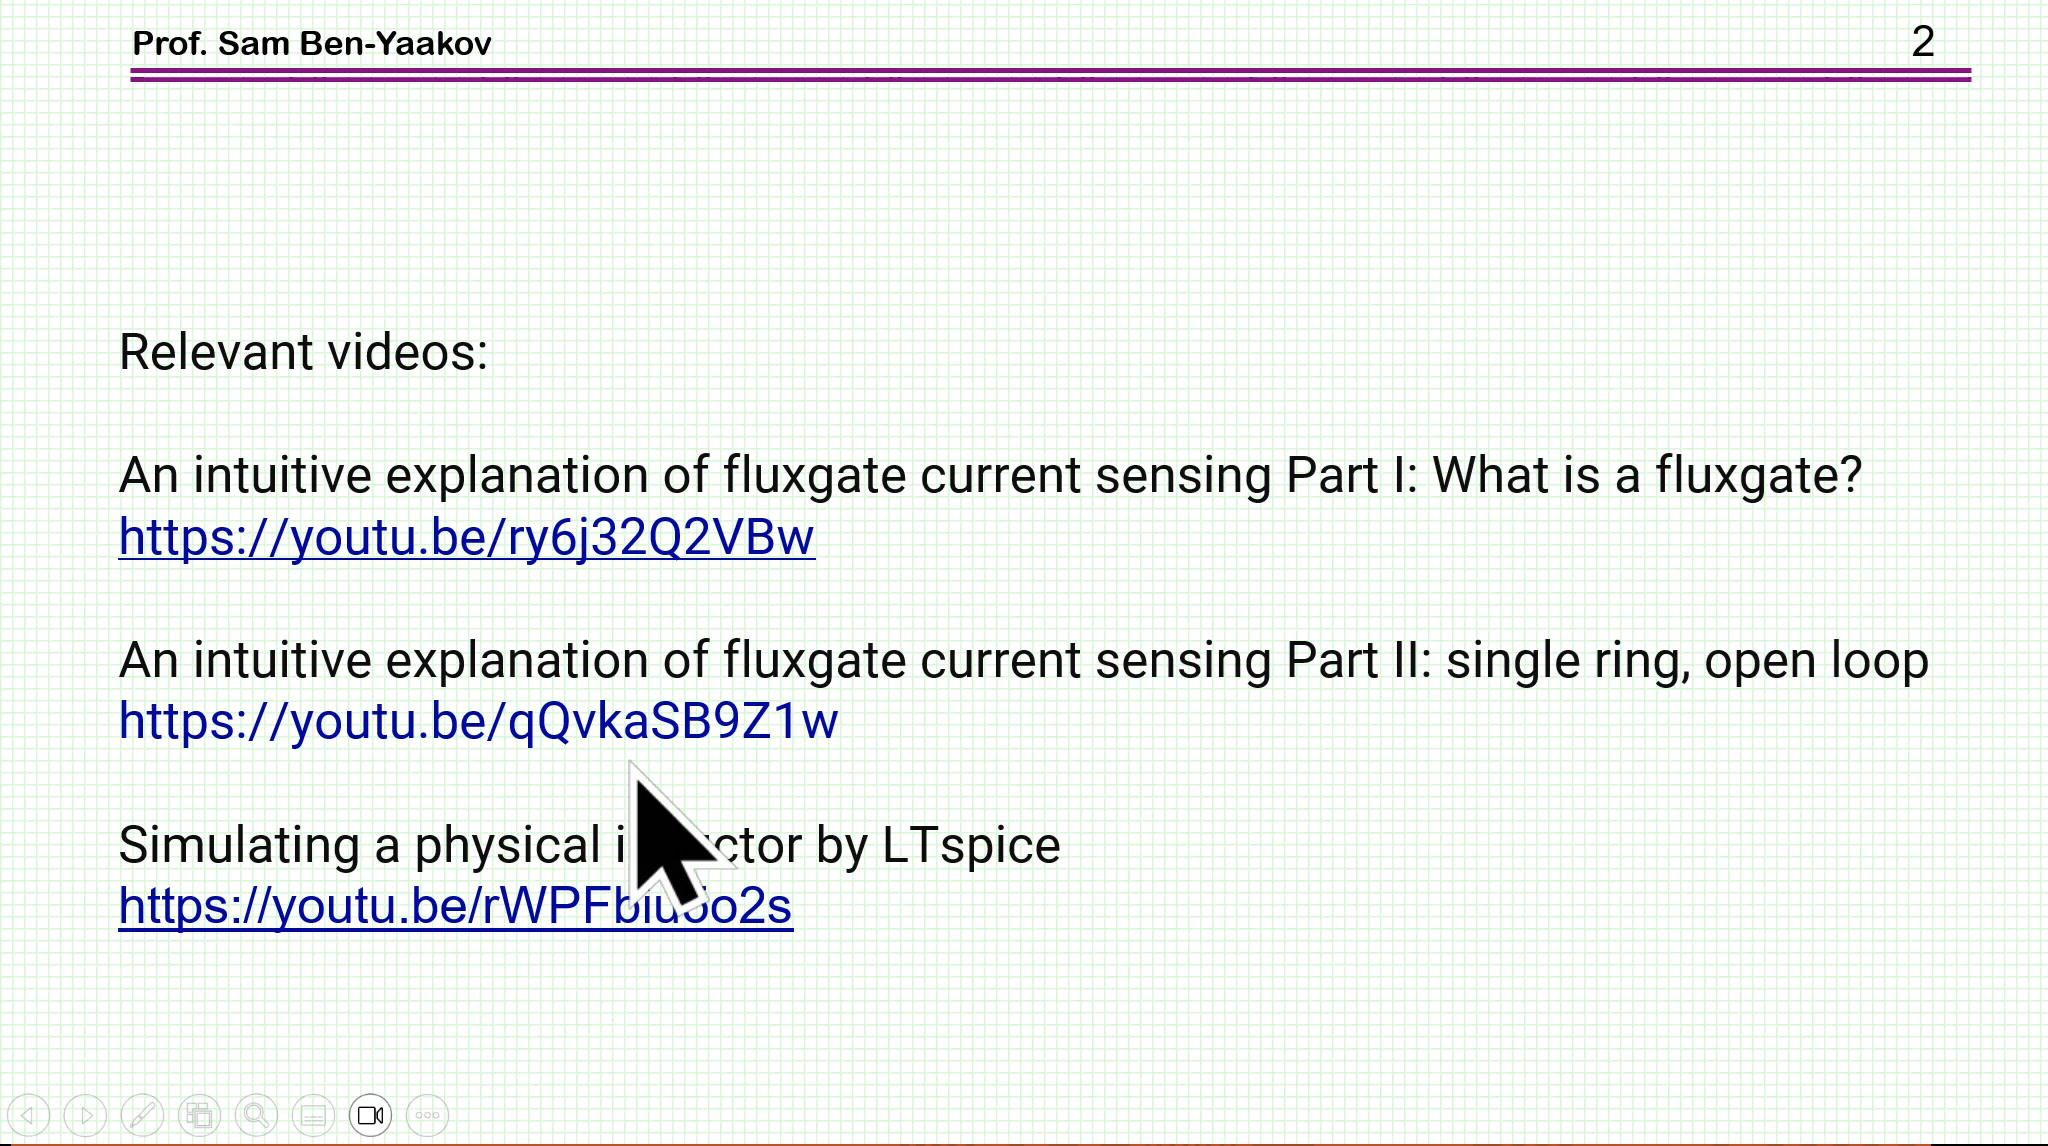 Prof. Sam Ben-Yaakov
2
Relevant videos:
An intuitive explanation of fluxgate current sensing Part I: What is a fluxgate?
https://youtu.be/ry6j32Q2VBw
An intuitive explanation of fluxgate current sensing Part II: single ring, open loop
https://youtu.be/qQvkaSB9Z1w
Simulating a physical by LTspice